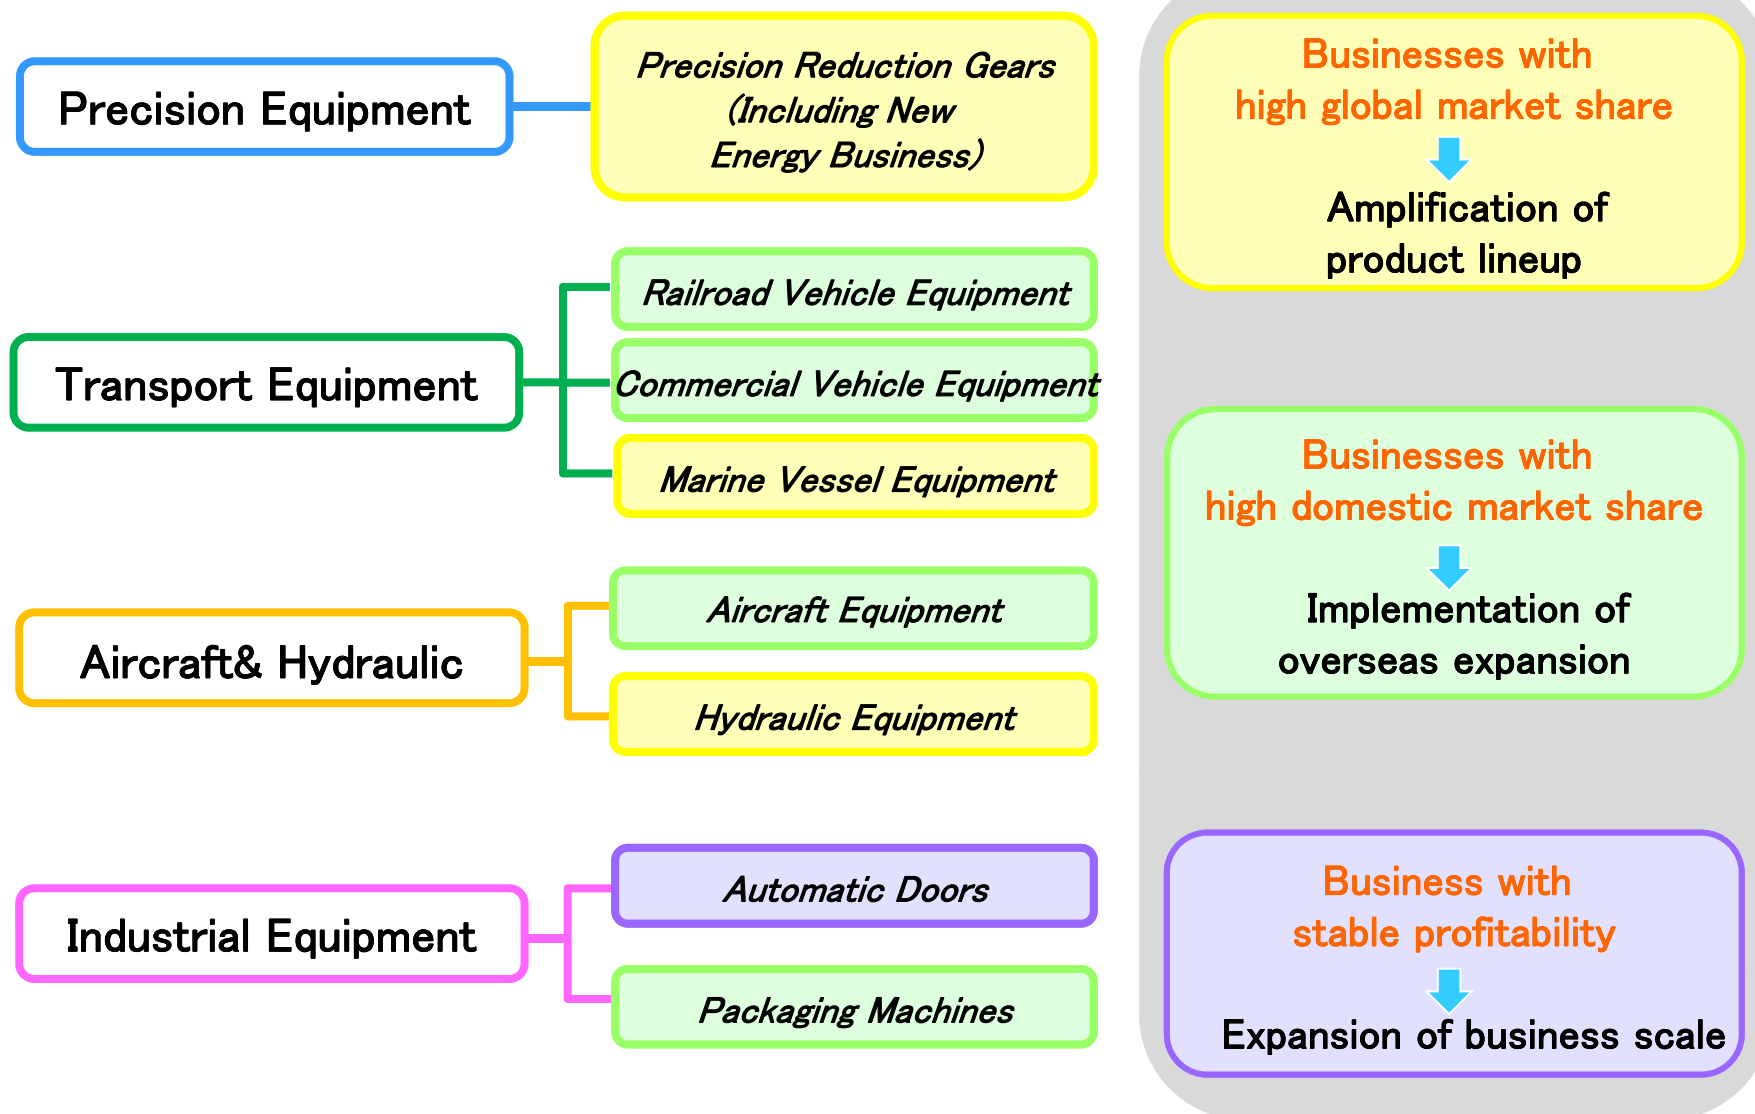 Precision Equipment
Precision Reduction Gears
(Including New
Energy Business)
Transport Equipment
Railroad Vehicle Equipment
Commercial Vehicle Equipment
Marine Vessel Equipment
Aircraft& Hydraulic
Aircraft Equipment
Hydraulic Equipment
Industrial Equipment
Automatic Doors
Packaging Machines
Businesses with
high global market share
Amplification of
product lineup
Businesses with
high domestic market share
Implementation of
overseas expansion
Business with
stable profitability
Expansion of business scale